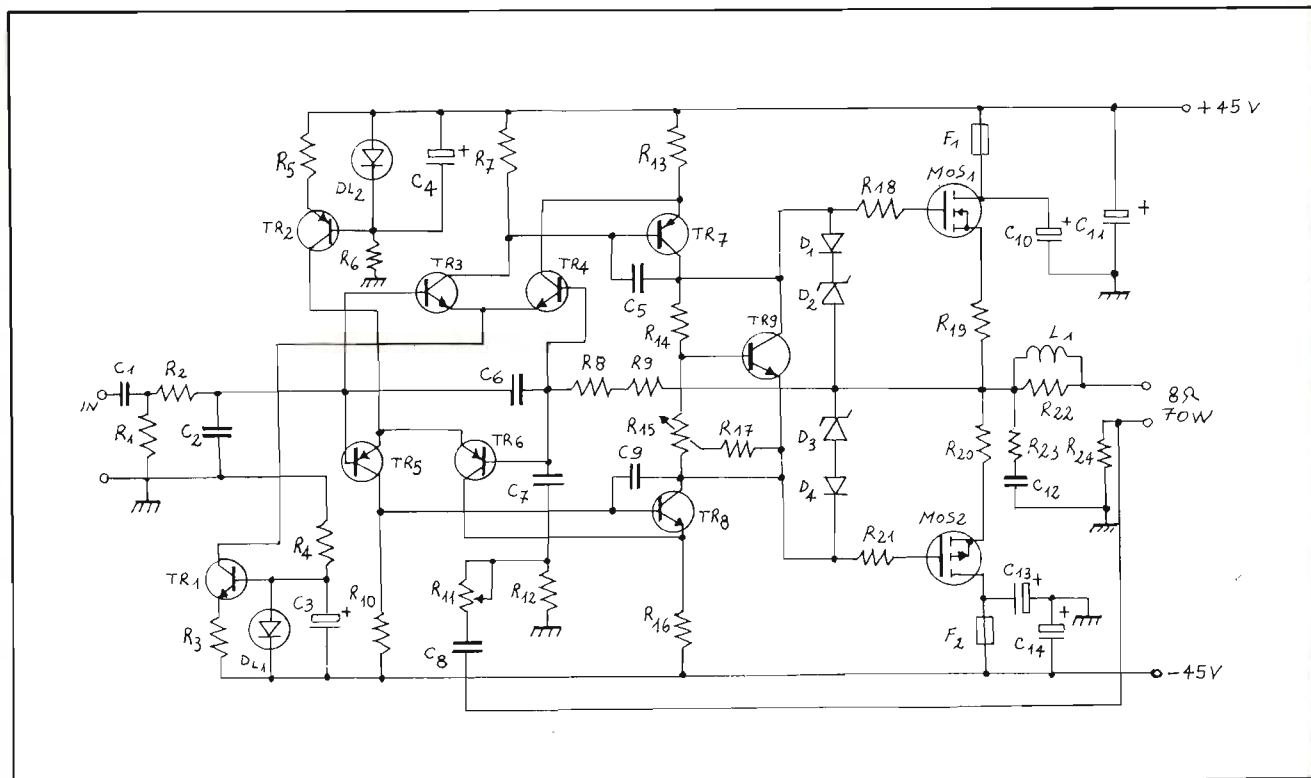 +45V
F1
R5
DL2
C4
+
R7
R13
MOS1
R18
C10
+
C11
+
TR2
TR7
R6
TR3
TR4
D1
C5
D2
R19
R14
TR9
L1
C1
R2
C6
R8
R9
8Ω
70W
IN
R22
R1
C2
R15
R17
D3
R20
R23
R24
TR5
TR6
C9
C7
C12
D4
TR8
MOS2
R4
R21
TR1
C3
+
R11
R12
C13
+
+
R3
DL1
R10
R16
F2
C14
C8
-45V